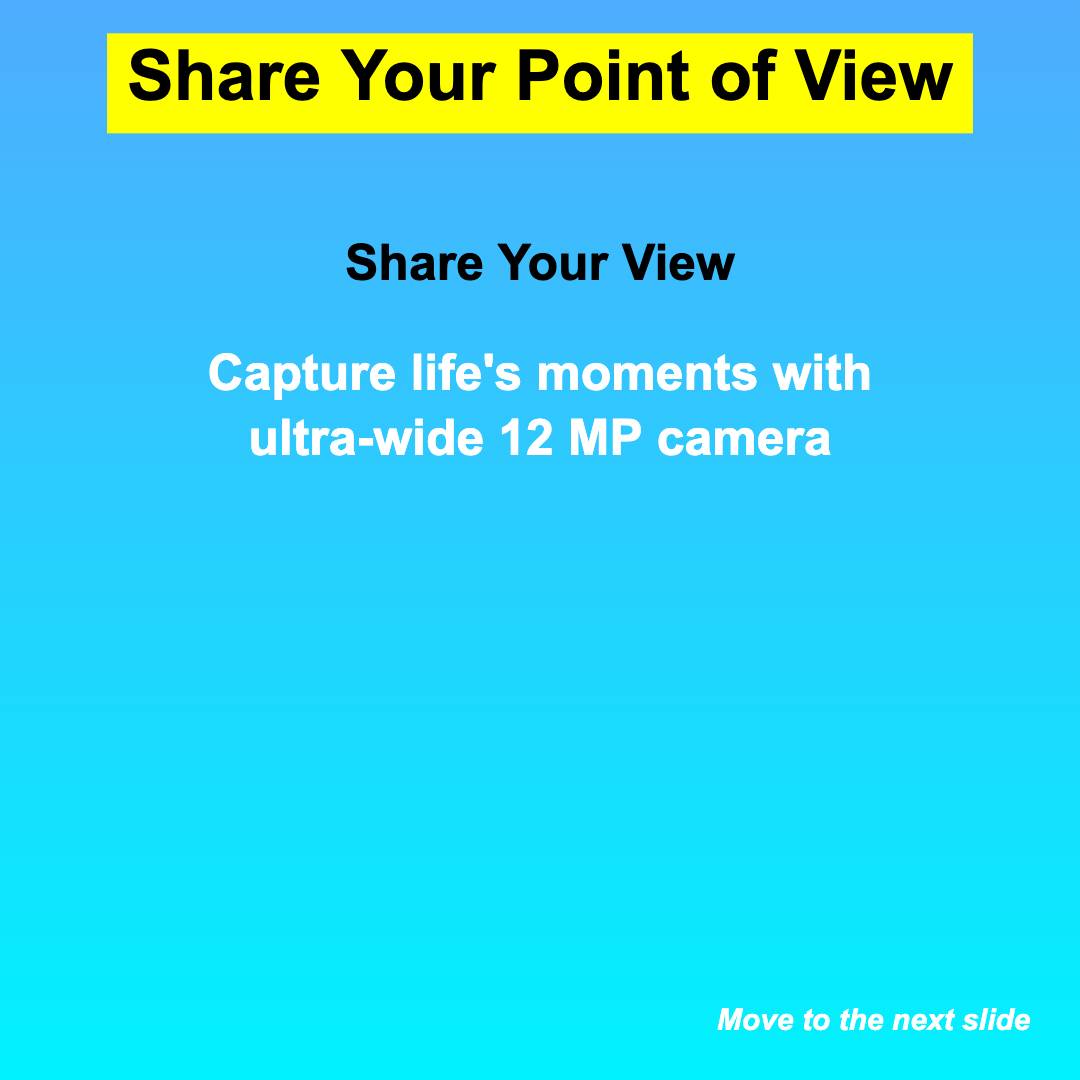 Share Your Point of View
Share Your View
Capture life's moments with
ultra-wide 12 MP camera
Move to the next slide